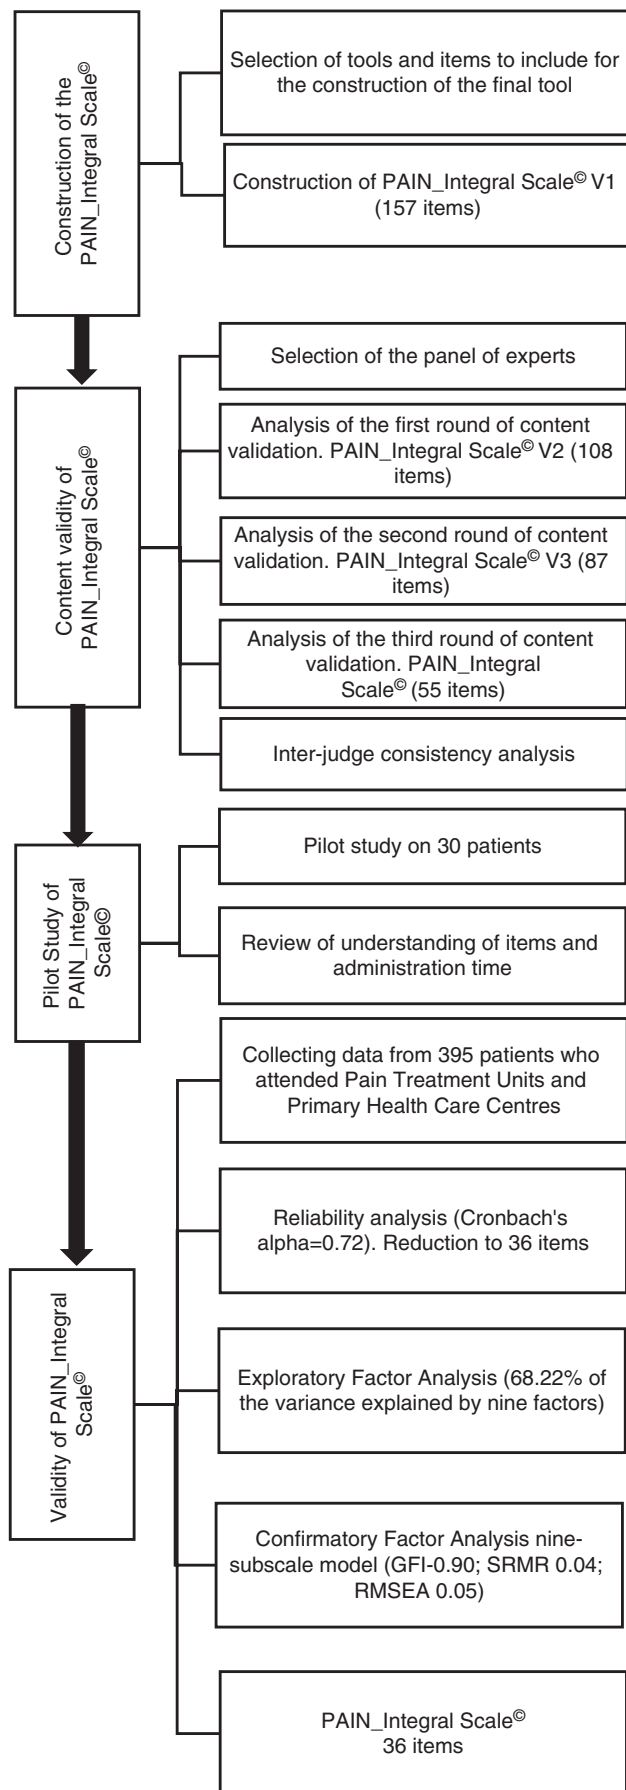 Construction of the
PAIN_Integral Scale©
Selection of tools and items to include for
the construction of the final tool
Construction of PAIN_Integral Scale© V1
(157 items)
Content validity of
PAIN_Integral Scale©
Selection of the panel of experts
Analysis of the first round of content
validation. PAIN_Integral Scale© V2 (108
items)
Analysis of the second round of content
validation. PAIN_Integral Scale© V3 (87
items)
Analysis of the third round of content
validation. PAIN_Integral
Scale© (55 items)
Inter-judge consistency analysis
Pilot Study of
PAIN_Integral
Scale©
Pilot study on 30 patients
Review of understanding of items and
administration time
Validity of PAIN_Integral
Scale©
Collecting data from 395 patients who
attended Pain Treatment Units and
Primary Health Care Centres
Reliability analysis (Cronbach's
alpha=0.72). Reduction to 36 items
Exploratory Factor Analysis (68.22% of
the variance explained by nine factors)
Confirmatory Factor Analysis nine-
subscale model (GFI-0.90; SRMR 0.04;
RMSEA 0.05)
PAIN_Integral Scale©
36 items